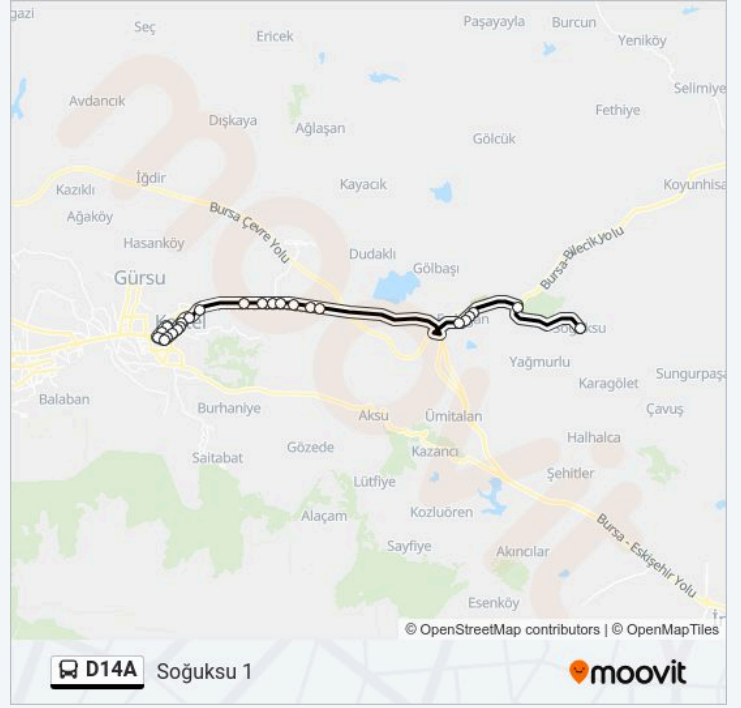 Seç
Ericek
Paşayayla
Burcun
Yeniköy
Selimiye
Avdancık
Dışkaya
Ağlaşan
Fethiye
Gölcük
İğdir
Kazıklı
Kayacık
Koyunhisa
Ağaköy
Bursa Çevre Yolu
Hasanköy
Dudaklı
Gölbaşı
Bursa-Bilecik Yolu
Gürsu
Yağmurlu
Karagölet
Sungurpaşa
Balaban
Burhaniye
Aksu
Ümitalan
Çavuş
Saitabat
Gözede
Kazancı
Halhalca
Lütfiye
Şehitler
Alaçam
Kozluören
Sayfiye
Akıncılar
Bursa - Eskişehir Yolu
Esenköy
© OpenStreetMap contributors | © OpenMapTiles
D14A Soğuksu 1
moovit